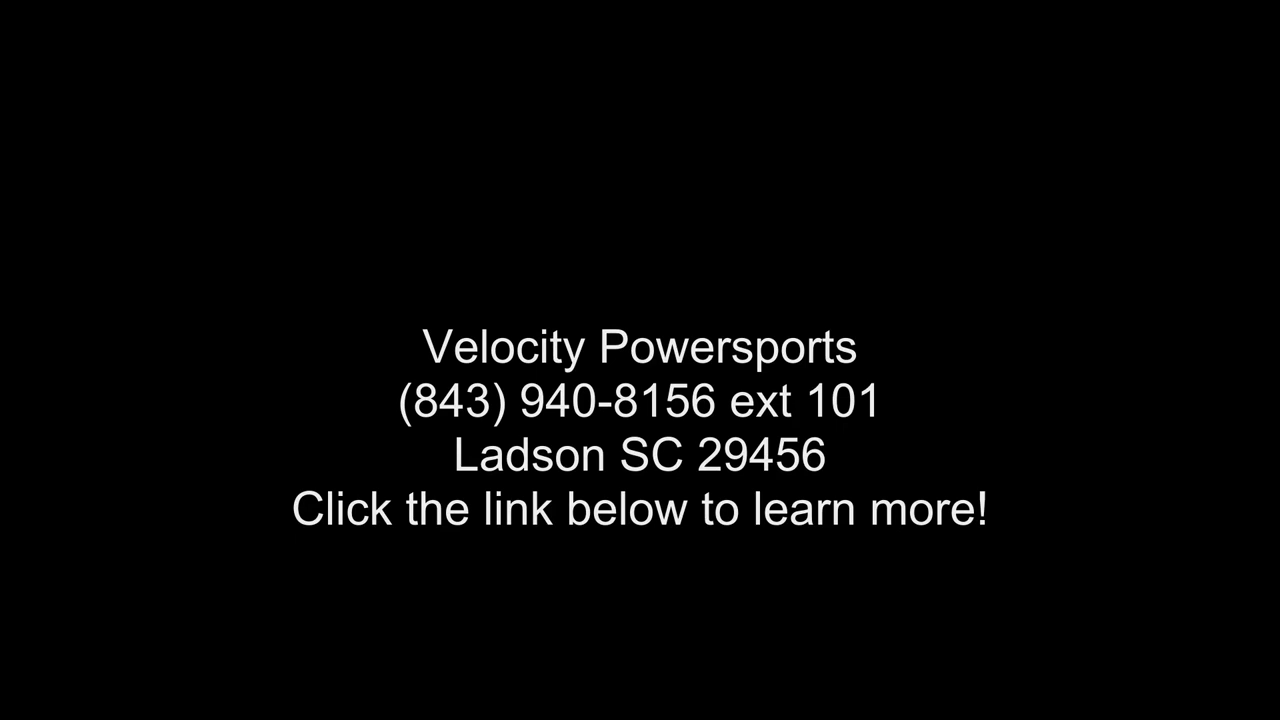 Velocity Powersports
(843) 940-8156 ext 101
Ladson SC 29456
Click the link below to learn more!